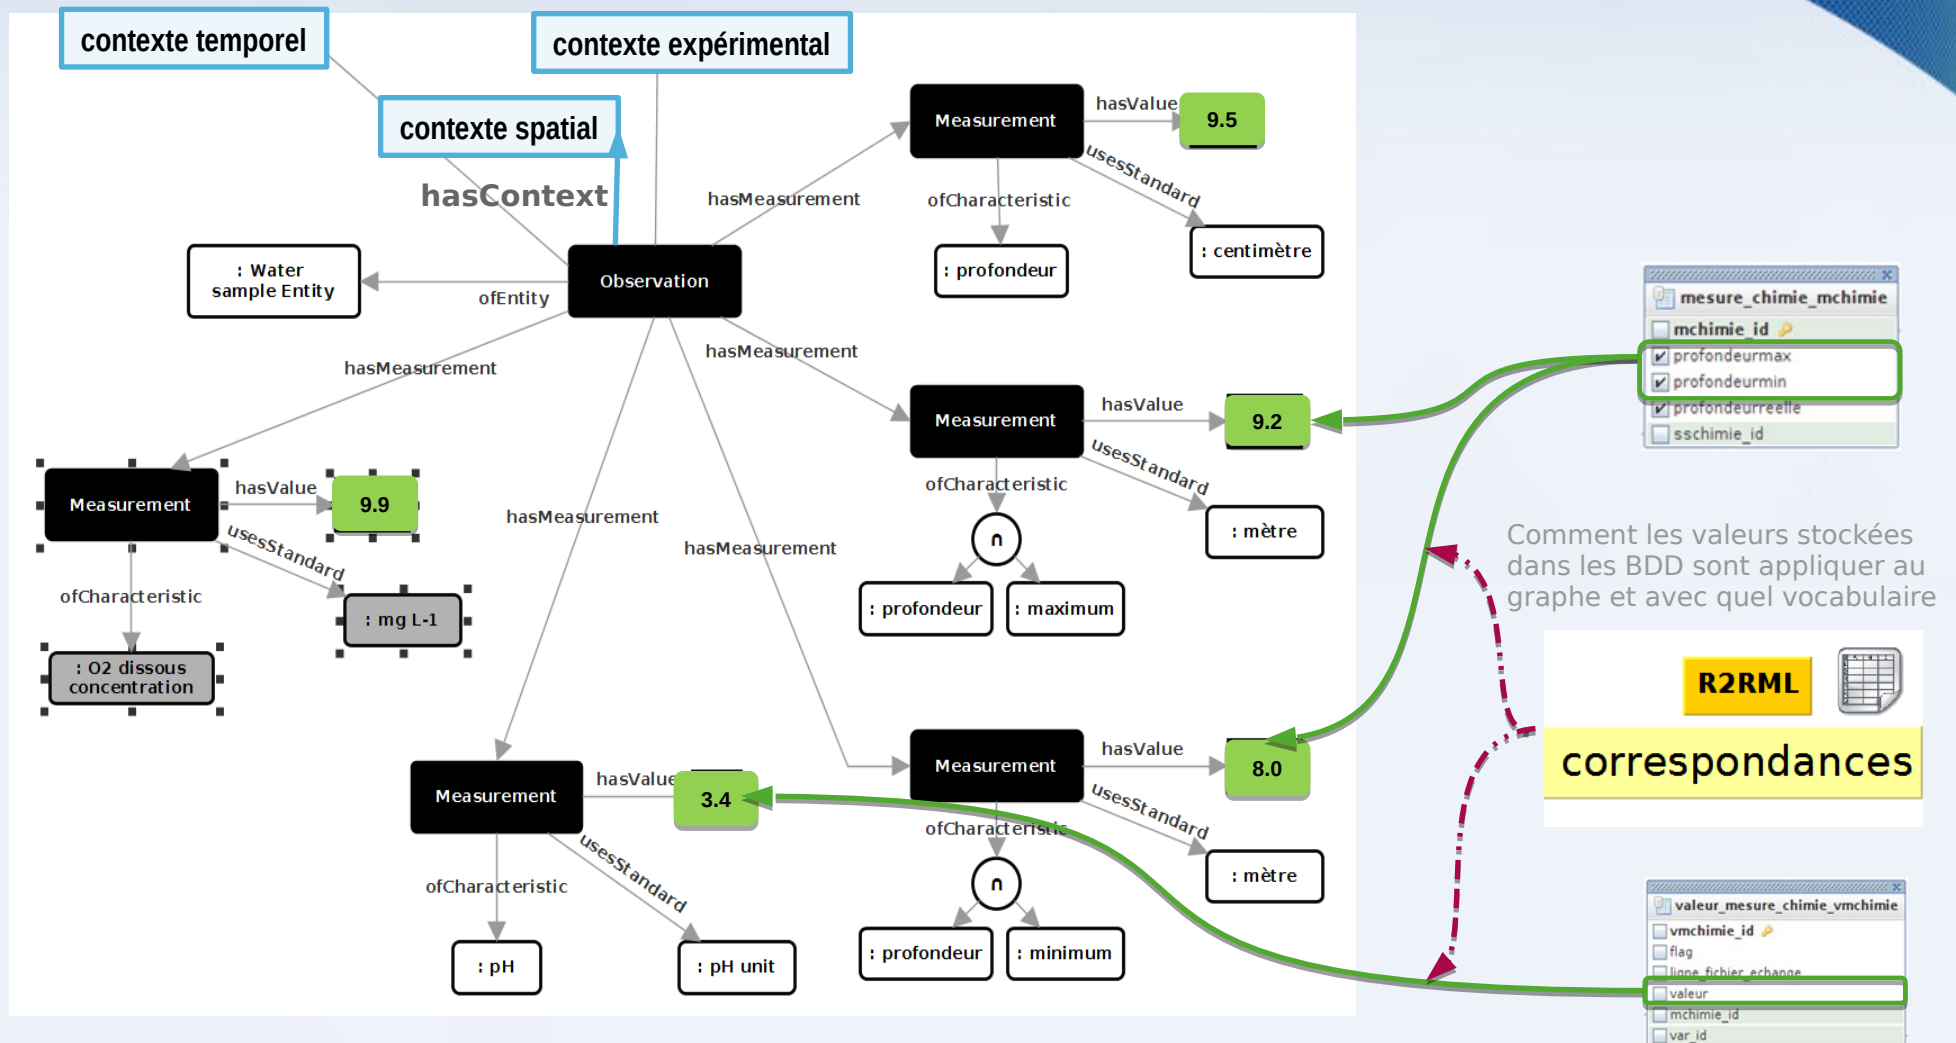 contexte temporel
contexte expérimental
contexte spatial
hasContext
Measurement
hasValue
9.5
usesStandard
ofCharacteristic
: centimètre
: profondeur
hasMeasurement
: Water
sample Entity
ofEntity
Observation
hasMeasurement
hasMeasurement
Measurement
hasValue
9.2
usesStandard
ofCharacteristic
: mètre
∩
: profondeur
: maximum
Measurement
hasValue
9.9
usesStandard
ofCharacteristic
: mg L-1
: O2 dissous
concentration
hasMeasurement
hasMeasurement
Measurement
hasValue
3.4
usesStandard
ofCharacteristic
: pH
: pH unit
Measurement
hasValue
8.0
usesStandard
ofCharacteristic
: mètre
∩
: profondeur
: minimum
mesure_chimie_mchimie
mchimie_id
profondeurmax
profondeurmin
profondeurreelle
sschimie_id
Comment les valeurs stockées
dans les BDD sont appliquer au
graphe et avec quel vocabulaire
R2RML
correspondances
valeur_mesure_chimie_vmchimie
vmchimie_id
flag
ligne_fichier_echange
valeur
mchimie_id
var_id